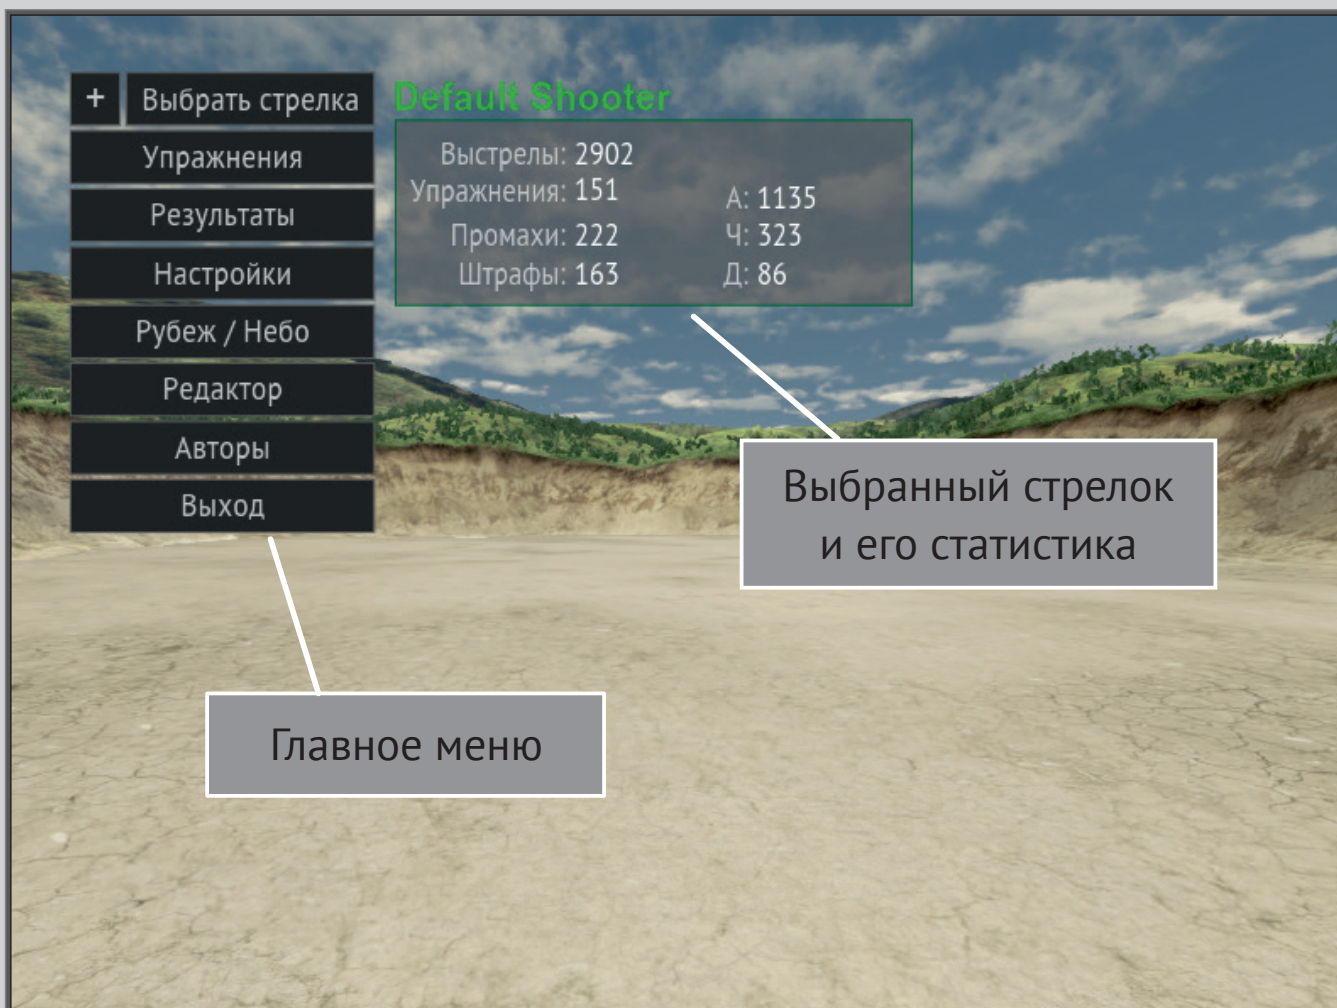 + Выбрать стрелка
Упражнения
Результаты
Настройки
Рубеж / Небо
Редактор
Авторы
Выход
Default Shooter
Выстрелы: 2902
Упражнения: 151
Промахи: 222
Штрафы: 163
А: 1135
Ч: 323
Д: 86
Выбранный стрелок
и его статистика
Главное меню